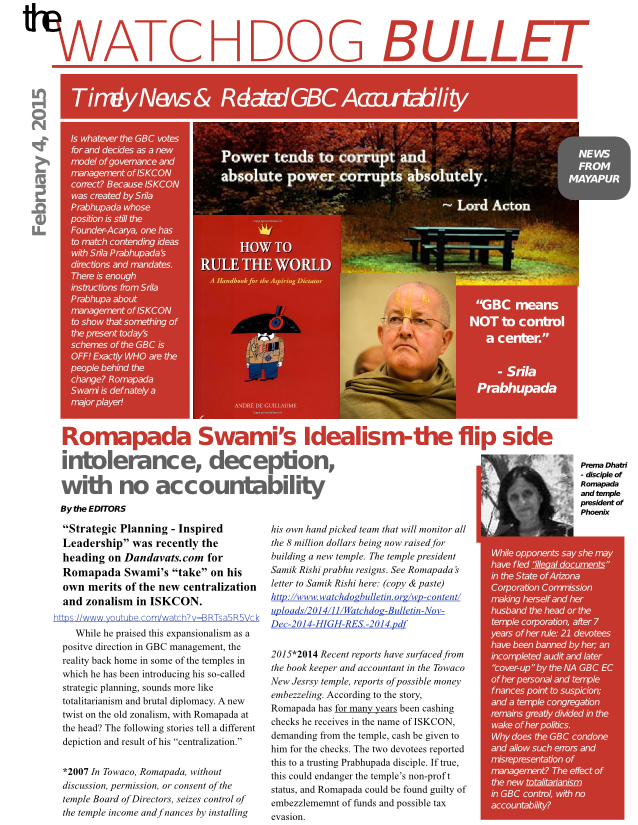 the
WATCHDOG BULLET
Timely News & Related GBC Accountability
February 4, 2015
Is whatever the GBC votes
for and decides as a new
model of governance and
management of ISKCON
correct? Because ISKCON
was created by Srila
Prabhupada whose
position is still the
Founder-Acarya, one has
to match contending ideas
with Srila Prabhupada's
directions and mandates.
There is enough
instructions from Srila
Prabhupa about
management of ISKCON
to show that something of
the present today's
schemes of the GBC is
OFF! Exactly WHO are the
people behind the
change? Romapada
Swami is def nately a
major player!
Power tends to corrupt and
absolute power corrupts absolutely.
~ Lord Acton
NEWS
FROM
MAYAPUR
HOW TO
RULE THE WORLD
A Handbook for the Aspiring Dictator
ANDRÉ DE GUILLAUME
"GBC means
NOT to control
a center."
- Srila
Prabhupada
Romapada Swami's Idealism-the flip side
intolerance, deception,
with no accountability
By the EDITORS
"Strategic Planning - Inspired
Leadership" was recently the
heading on Dandavats.com for
Romapada Swami's "take" on his
own merits of the new centralization
and zonalism in ISKCON.
https://www.youtube.com/watch?v=BRTsa5R5Vck
While he praised this expansionalism as a
positve direction in GBC management, the
reality back home in some of the temples in
which he has been introducing his so-called
strategic planning, sounds more like
totalitarianism and brutal diplomacy. A new
twist on the old zonalism, with Romapada at
the head? The following stories tell a different
depiction and result of his "centralization."
*2007 In Towaco, Romapada, without
discussion, permission, or consent of the
temple Board of Directors, seizes control of
the temple income and f nances by installing
his own hand picked team that will monitor all
the 8 million dollars being now raised for
building a new temple. The temple president
Samik Rishi prabhu resigns. See Romapada's
letter to Samik Rishi here: (copy & paste)
http://www.watchdogbulletin.org/wp-content/
uploads/2014/11/Watchdog-Bulletin-Nov-
Dec-2014-HIGH-RES.-2014.pdf
2015*2014 Recent reports have surfaced from
the book keeper and accountant in the Towaco
New Jesrsy temple, reports of possible money
embezzeling. According to the story,
Romapada has for many years been cashing
checks he receives in the name of ISKCON,
demanding from the temple, cash be given to
him for the checks. The two devotees reported
this to a trusting Prabhupada disciple. If true,
this could endanger the temple's non-prof t
status, and Romapada could be found guilty of
embezzlememnt of funds and possible tax
evasion.
Prema Dhatri
- disciple of
Romapada
and temple
president of
Phoenix
While opponents say she may
have f led "illegal documents"
in the State of Arizona
Corporation Commission
making herself and her
husband the head or the
temple corporation, after 7
years of her rule: 21 devotees
have been banned by her; an
incompleted audit and later
"cover-up" by the NA GBC EC
of her personal and temple
f nances point to suspicion;
and a temple congregation
remains greatly divided in the
wake of her politics.
Why does the GBC condone
and allow such errors and
misrepresentation of
management? The effect of
the new totalitarianism
in GBC control, with no
accountability?